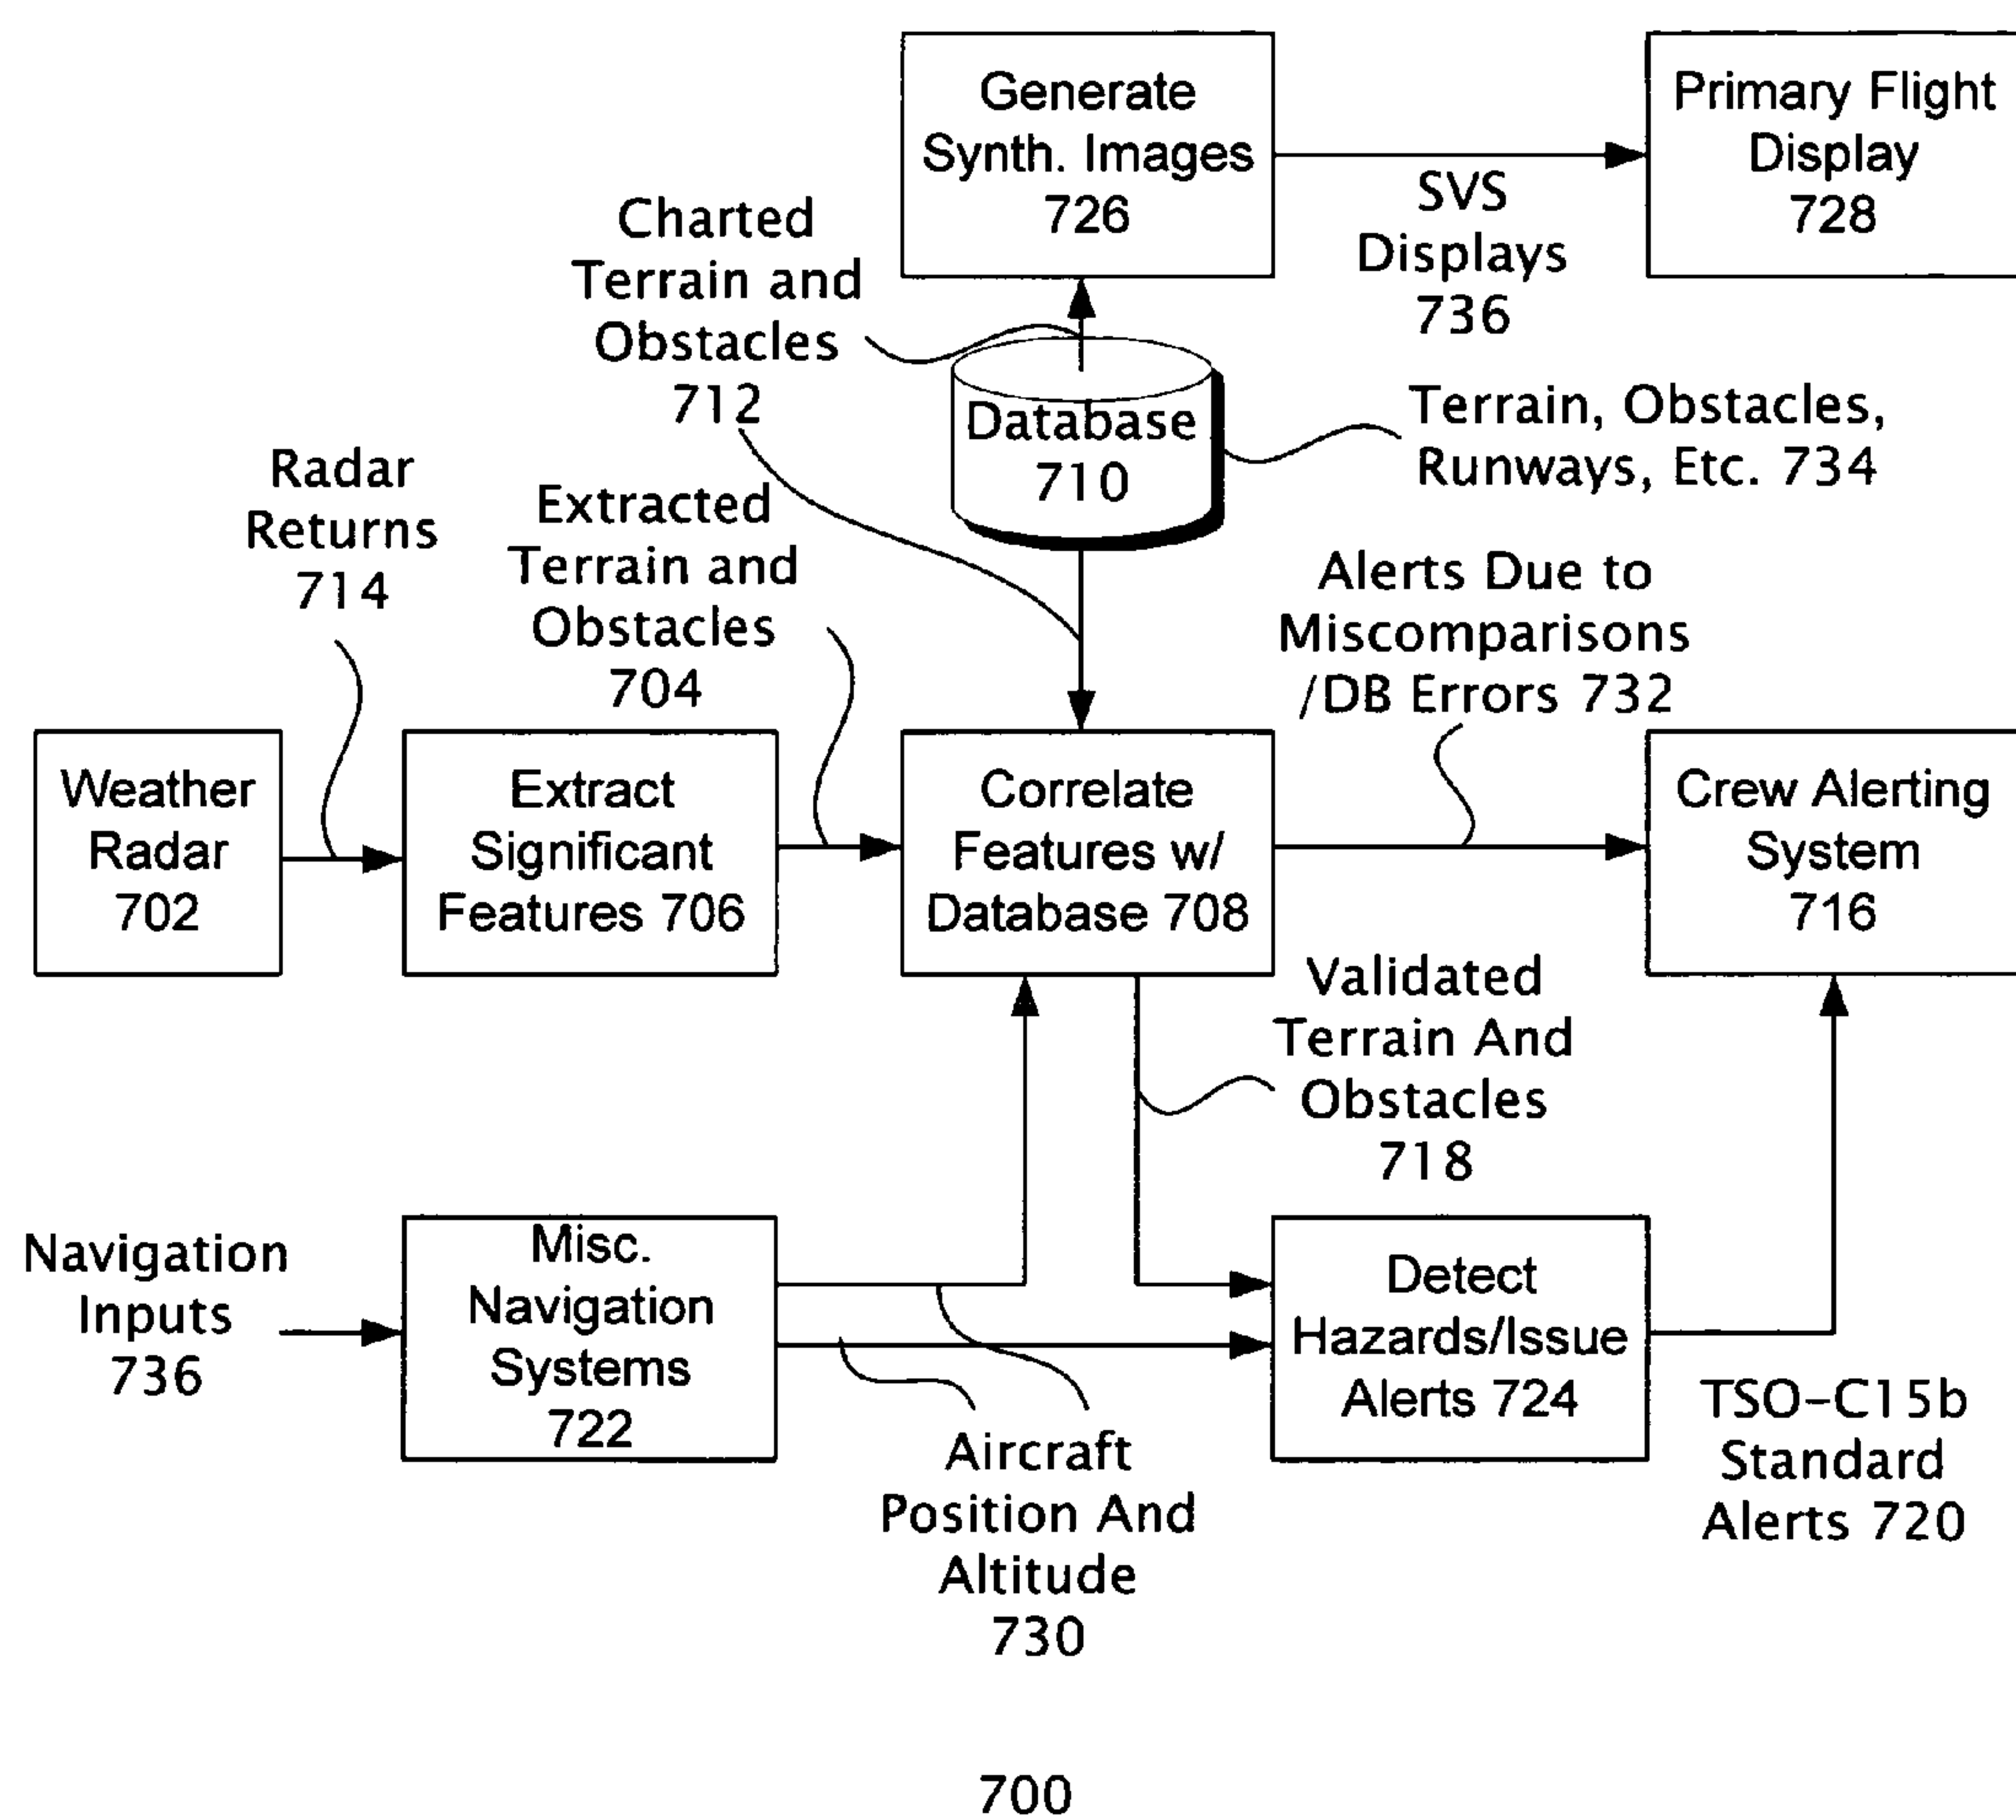 Generate
Synth. Images
726
Primary Flight
Display
728
SVS
Displays
736
Charted
Terrain and
Obstacles
712
Database
710
Terrain, Obstacles,
Runways, Etc. 734
Radar
Returns
714
Extracted
Terrain and
Obstacles
704
Alerts Due to
Miscomparisons
/DB Errors 732
Weather
Radar
702
Extract
Significant
Features 706
Correlate
Features w/
Database 708
Crew Alerting
System
716
Validated
Terrain And
Obstacles
718
Navigation
Inputs
736
Misc.
Navigation
Systems
722
Detect
Hazards/Issue
Alerts 724
TSO-C15b
Standard
Alerts 720
Aircraft
Position And
Altitude
730
700